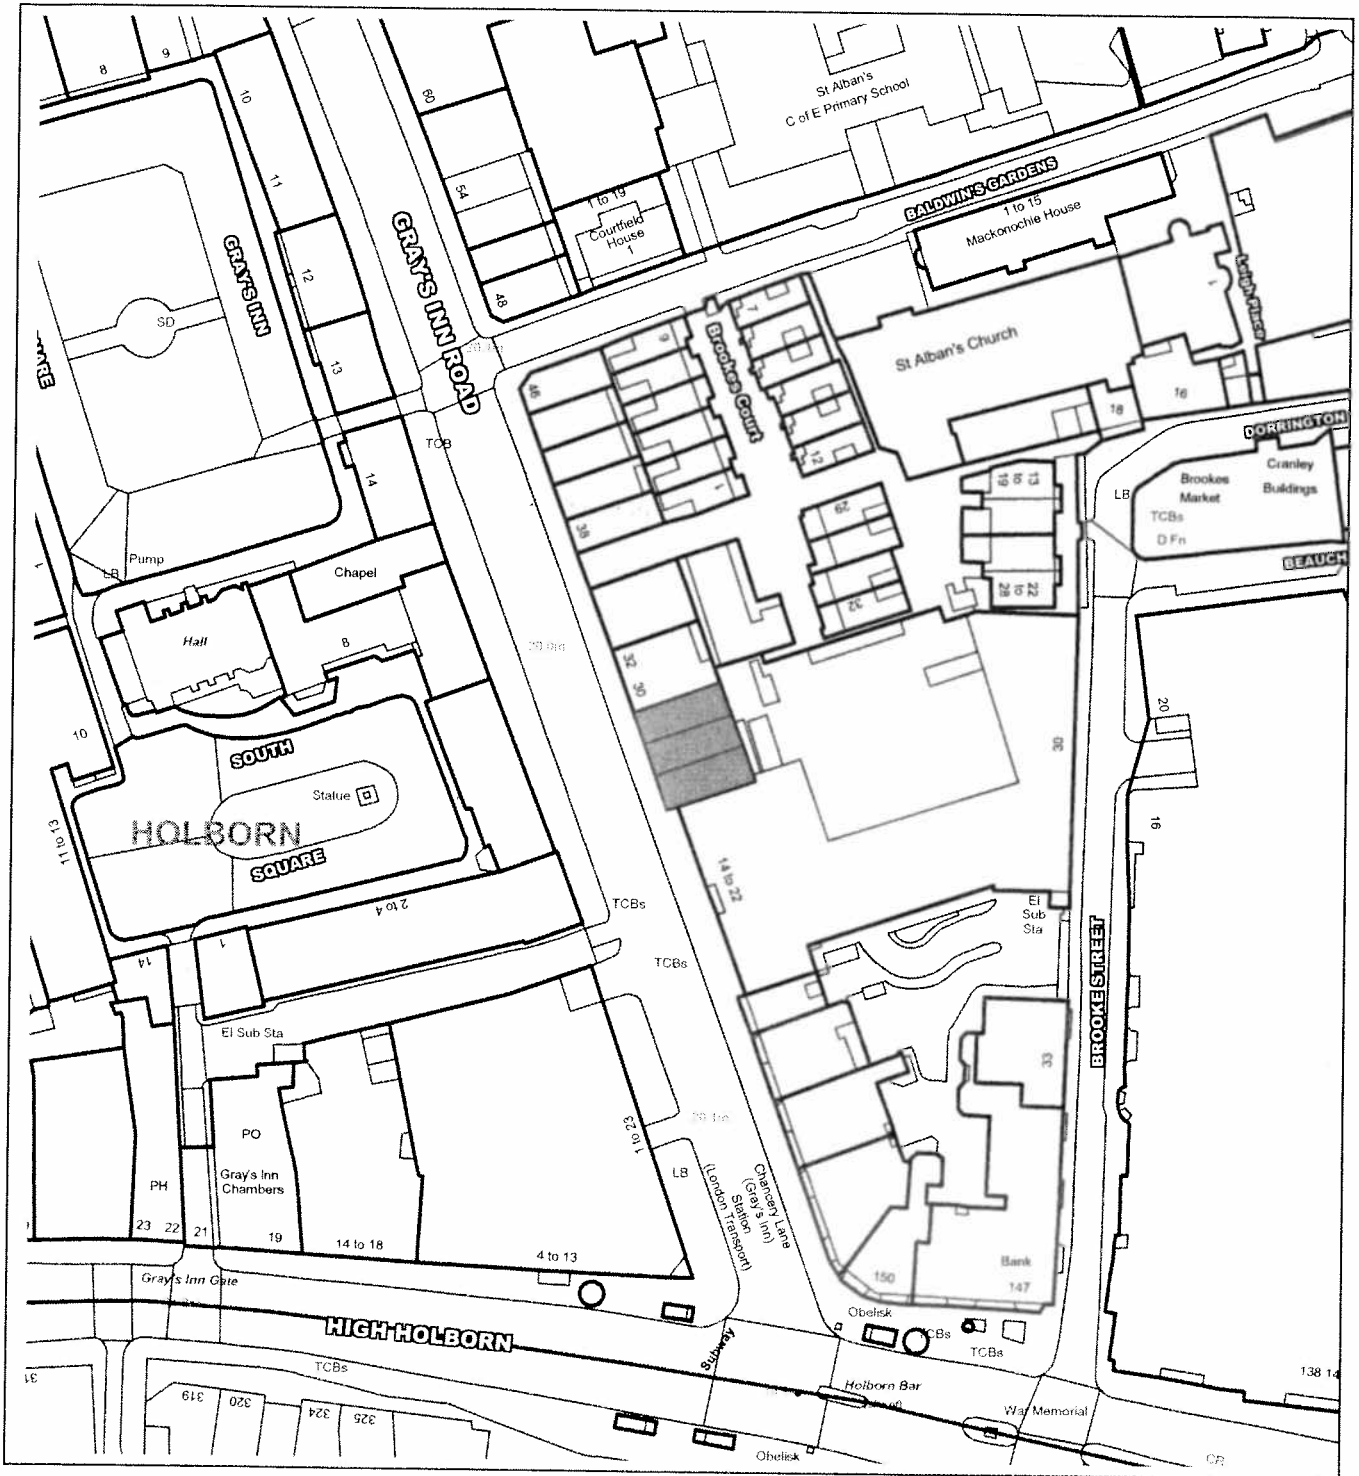 8
9
10
11
12
13
14
GRAY'S INN
SD
GRAY'S INN ROAD
60
54
48
1 to 19
Courtfield
House
1
St Alban's
C of E Primary School
BALDWIN'S GARDENS
1 to 15
Mackonochie House
Leigh Place
1
St Alban's Church
Brookes Court
7
9
12
1
46
38
TCB
18
16
DORRINGTON
Brookes
Market
Cranley
Buildings
LB
TCBs
D Fn
BEAUCH
13
to
19
22
to
28
29
32
Pump
LB
Chapel
Hall
8
10
SOUTH
Statue
HOLBORN
SQUARE
11 to 13
2 to 4
1
14
El Sub Sta
32
30
30
20
16
14 to 22
TCBs
TCBs
El
Sub
Sta
BROOKE STREET
33
1 to 23
LB
Chancery Lane
(Gray's Inn)
Station
(London Transport)
PO
Gray's Inn
Chambers
PH
23
22
21
19
14 to 18
4 to 13
Bank
150
147
Gray's Inn Gate
HIGH HOLBORN
Subway
Obelisk
TCBs
TCBs
TCBs
Holborn Bar
War Memorial
138 14
319
320
324
325
Obelisk
CR